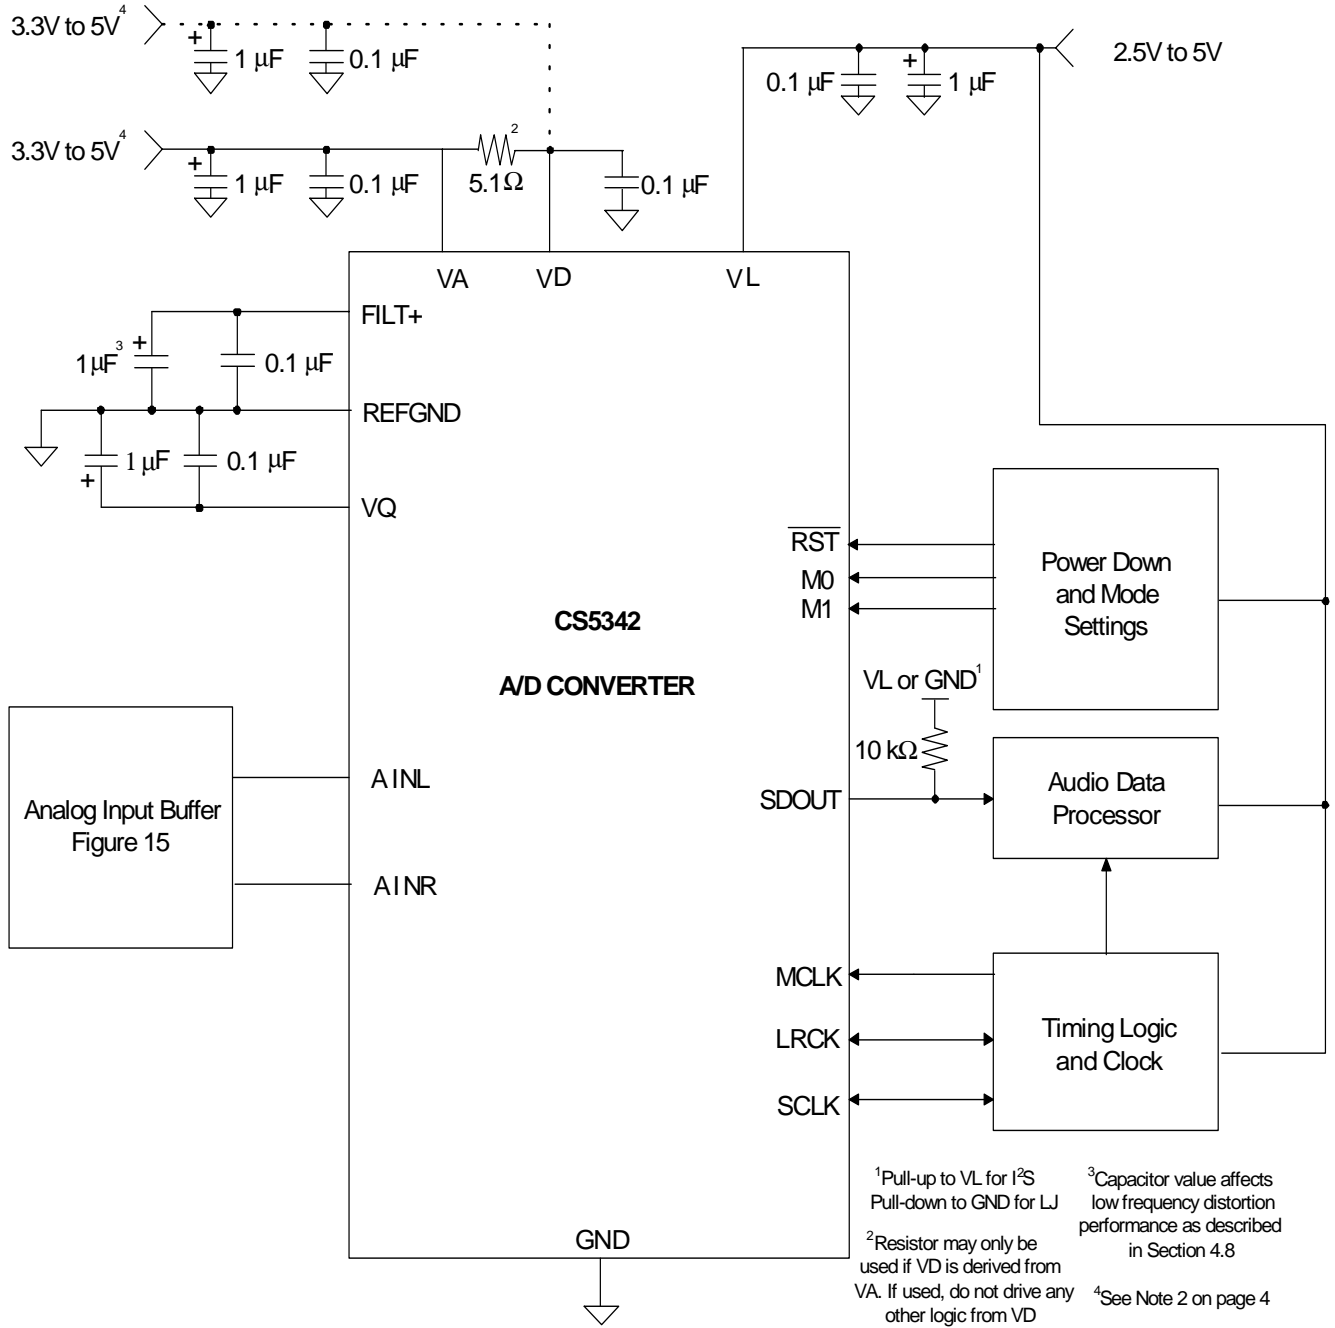 3.3V to 5V⁴
+ 1 µF
0.1 µF
2.5V to 5V
0.1 µF
+ 1 µF
3.3V to 5V⁴
+ 1 µF
0.1 µF
2
5.1Ω
0.1 µF
VA
VD
VL
FILT+
1µF³ +
0.1 µF
REFGND
1 µF +
0.1 µF
VQ
RST
M0
M1
Power Down
and Mode
Settings
CS5342
A/D CONVERTER
VL or GND¹
10 kΩ
SDOUT
Audio Data
Processor
Analog Input Buffer
Figure 15
AINL
AINR
MCLK
LRCK
SCLK
Timing Logic
and Clock
GND
¹Pull-up to VL for I²S
Pull-down to GND for LJ
²Resistor may only be
used if VD is derived from
VA. If used, do not drive any
other logic from VD
³Capacitor value affects
low frequency distortion
performance as described
in Section 4.8
⁴See Note 2 on page 4